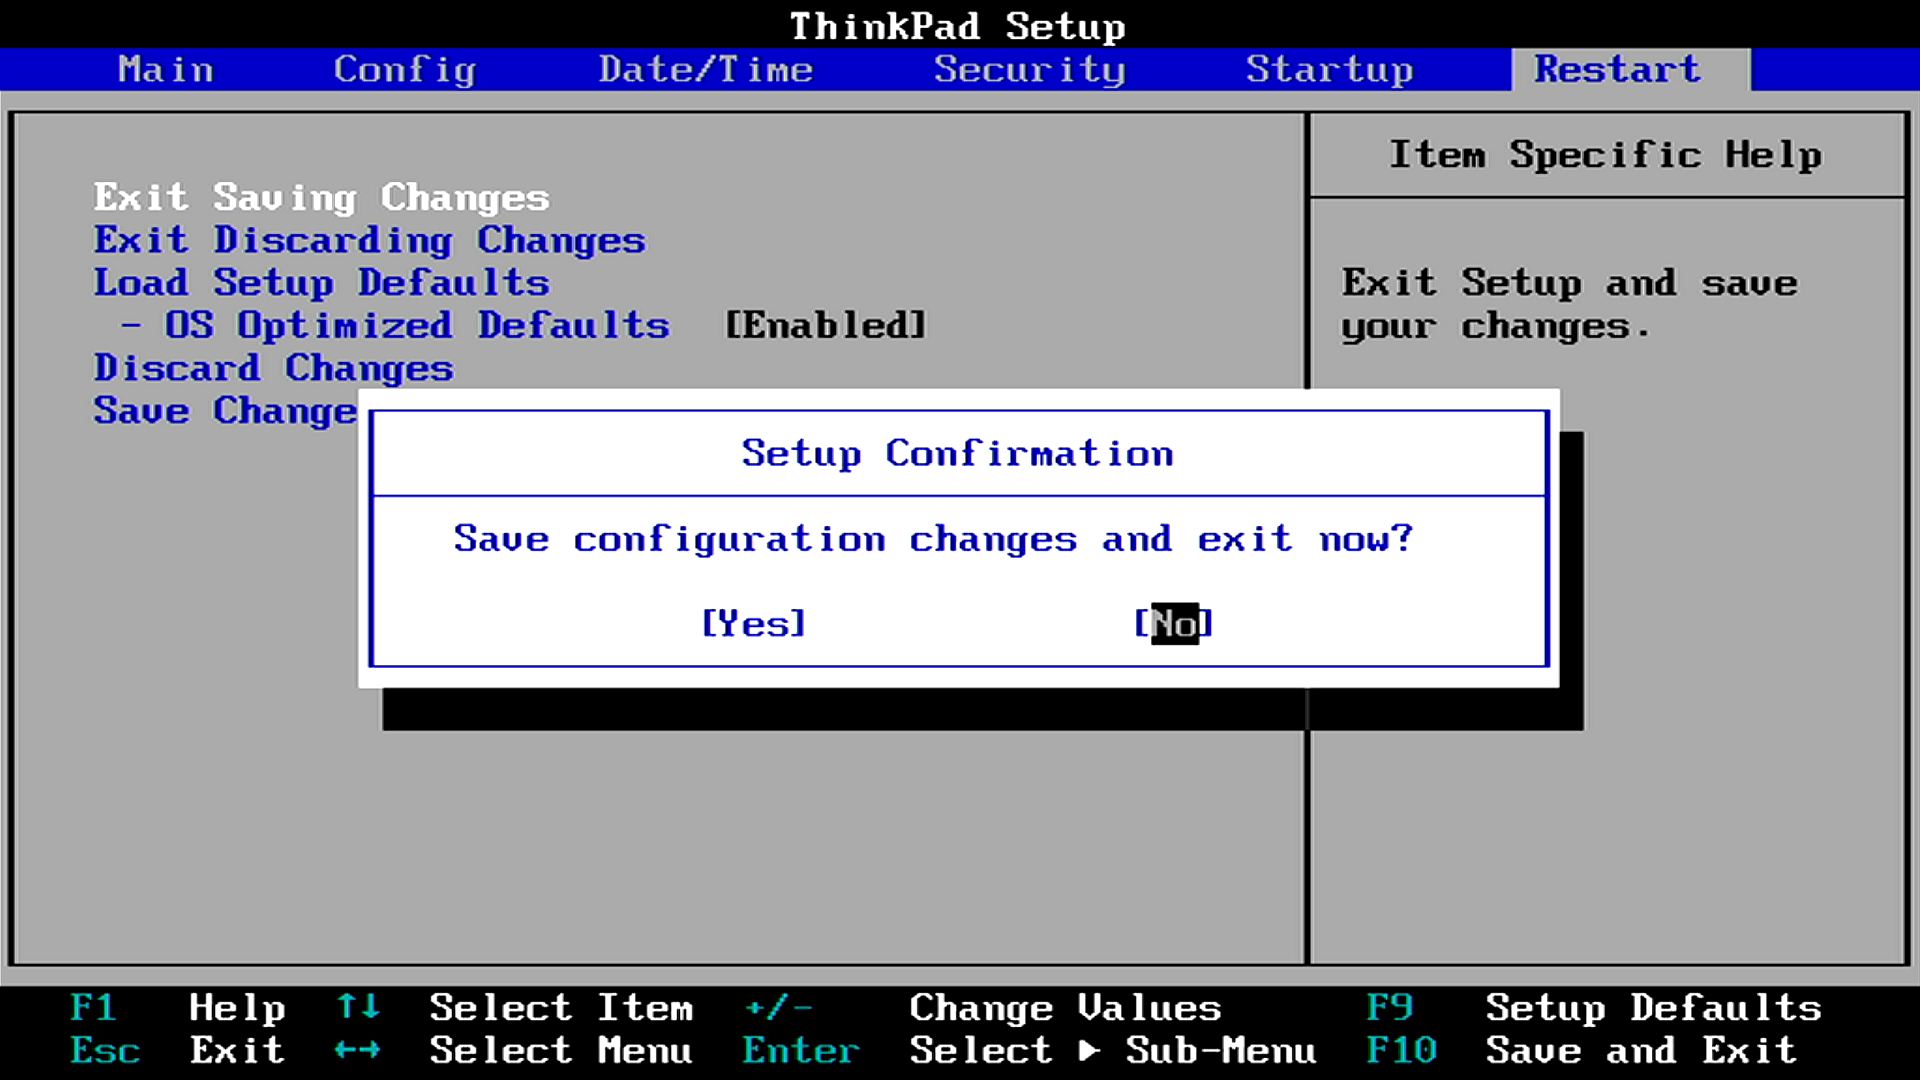 ThinkPad Setup
Main Config Date/Time Security Startup Restart
Item Specific Help
Exit Saving Changes
Exit Discarding Changes
Load Setup Defaults
- OS Optimized Defaults [Enabled]
Discard Changes
Save Change
Exit Setup and save
your changes.
Setup Confirmation
Save configuration changes and exit now?
[Yes] [No]
F1 Help ↑↓ Select Item +/- Change Values F9 Setup Defaults
Esc Exit ←→ Select Menu Enter Select ▶ Sub-Menu F10 Save and Exit